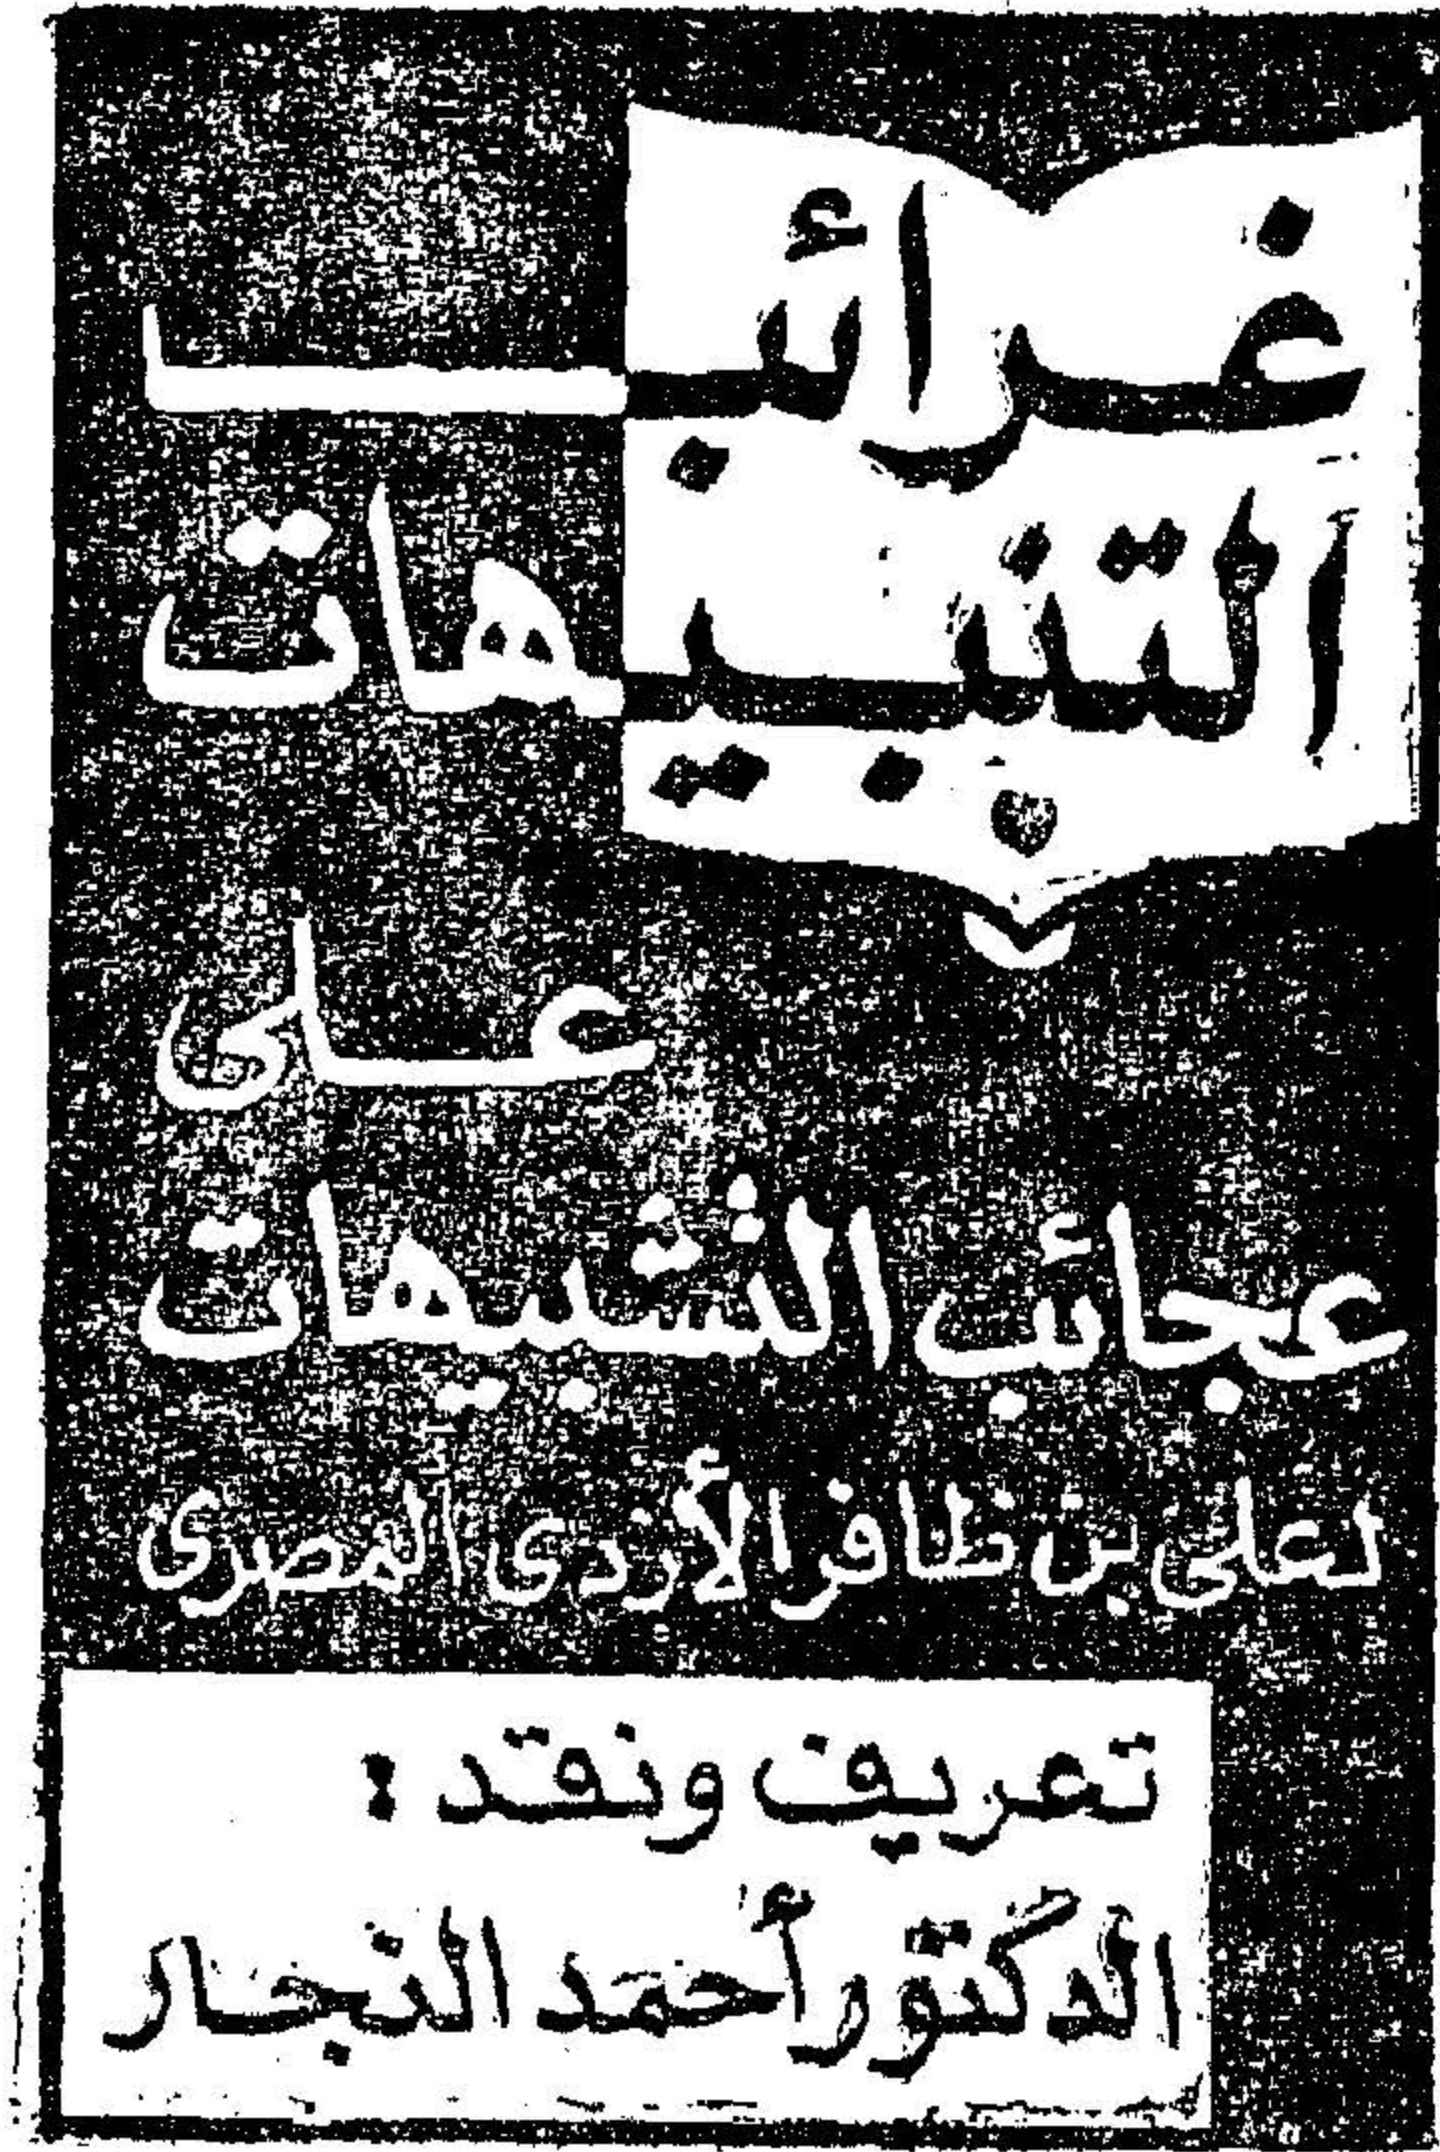 غرائب
التنبيهات
على
عجائب التشبيهات
لعلى بن ظافر الأزدى المصرى
تعريف ونقد :
الدكتور أحمد النجار